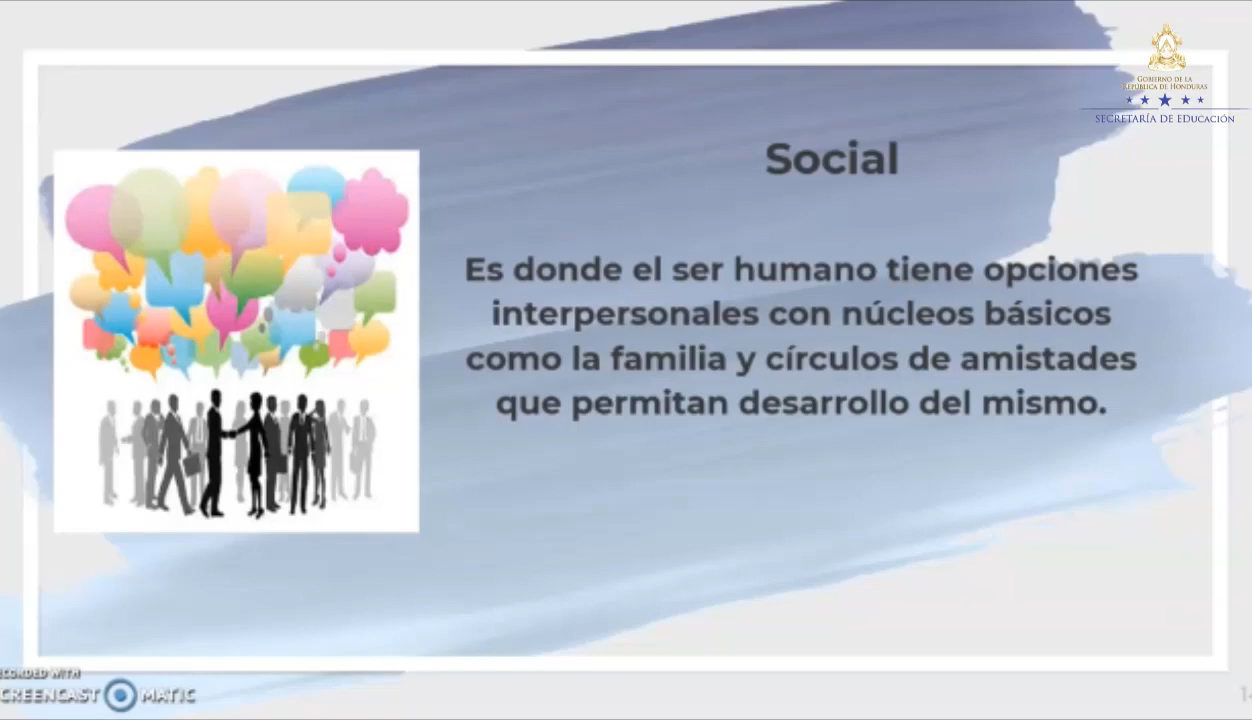 GOBIERNO DE LA
REPÚBLICA DE HONDURAS
SECRETARÍA DE EDUCACIÓN
Social
Es donde el ser humano tiene opciones
interpersonales con núcleos básicos
como la familia y círculos de amistades
que permitan desarrollo del mismo.
RECORDED WITH
SCREENCAST MATIC